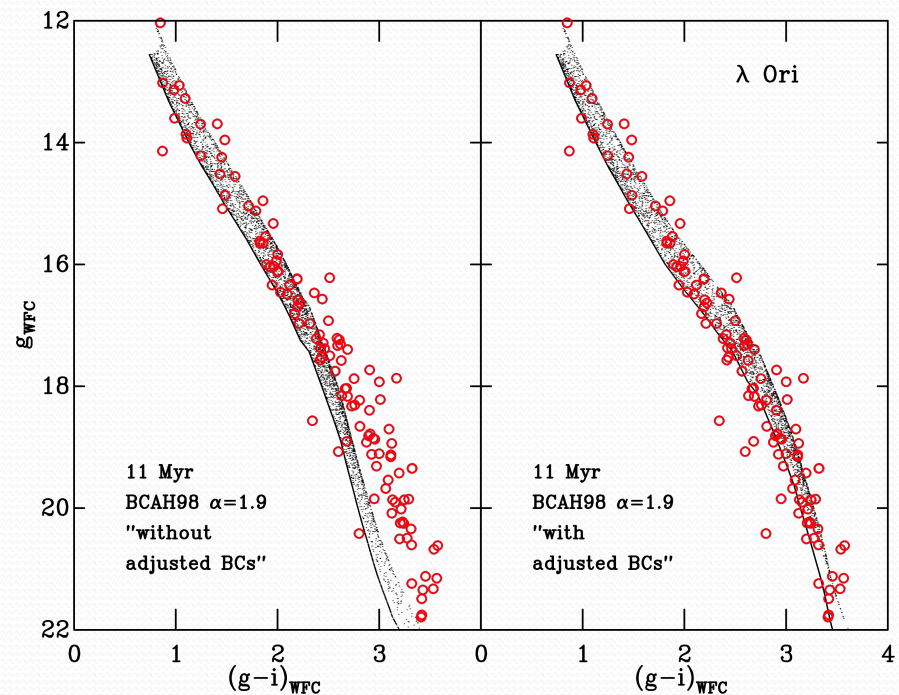 12
14
16
18
20
22
g_WFC
λ Ori
11 Myr
BCAH98 α=1.9
"without
adjusted BCs"
11 Myr
BCAH98 α=1.9
"with
adjusted BCs"
0 1 2 3 0 1 2 3 4
(g-i)_WFC (g-i)_WFC